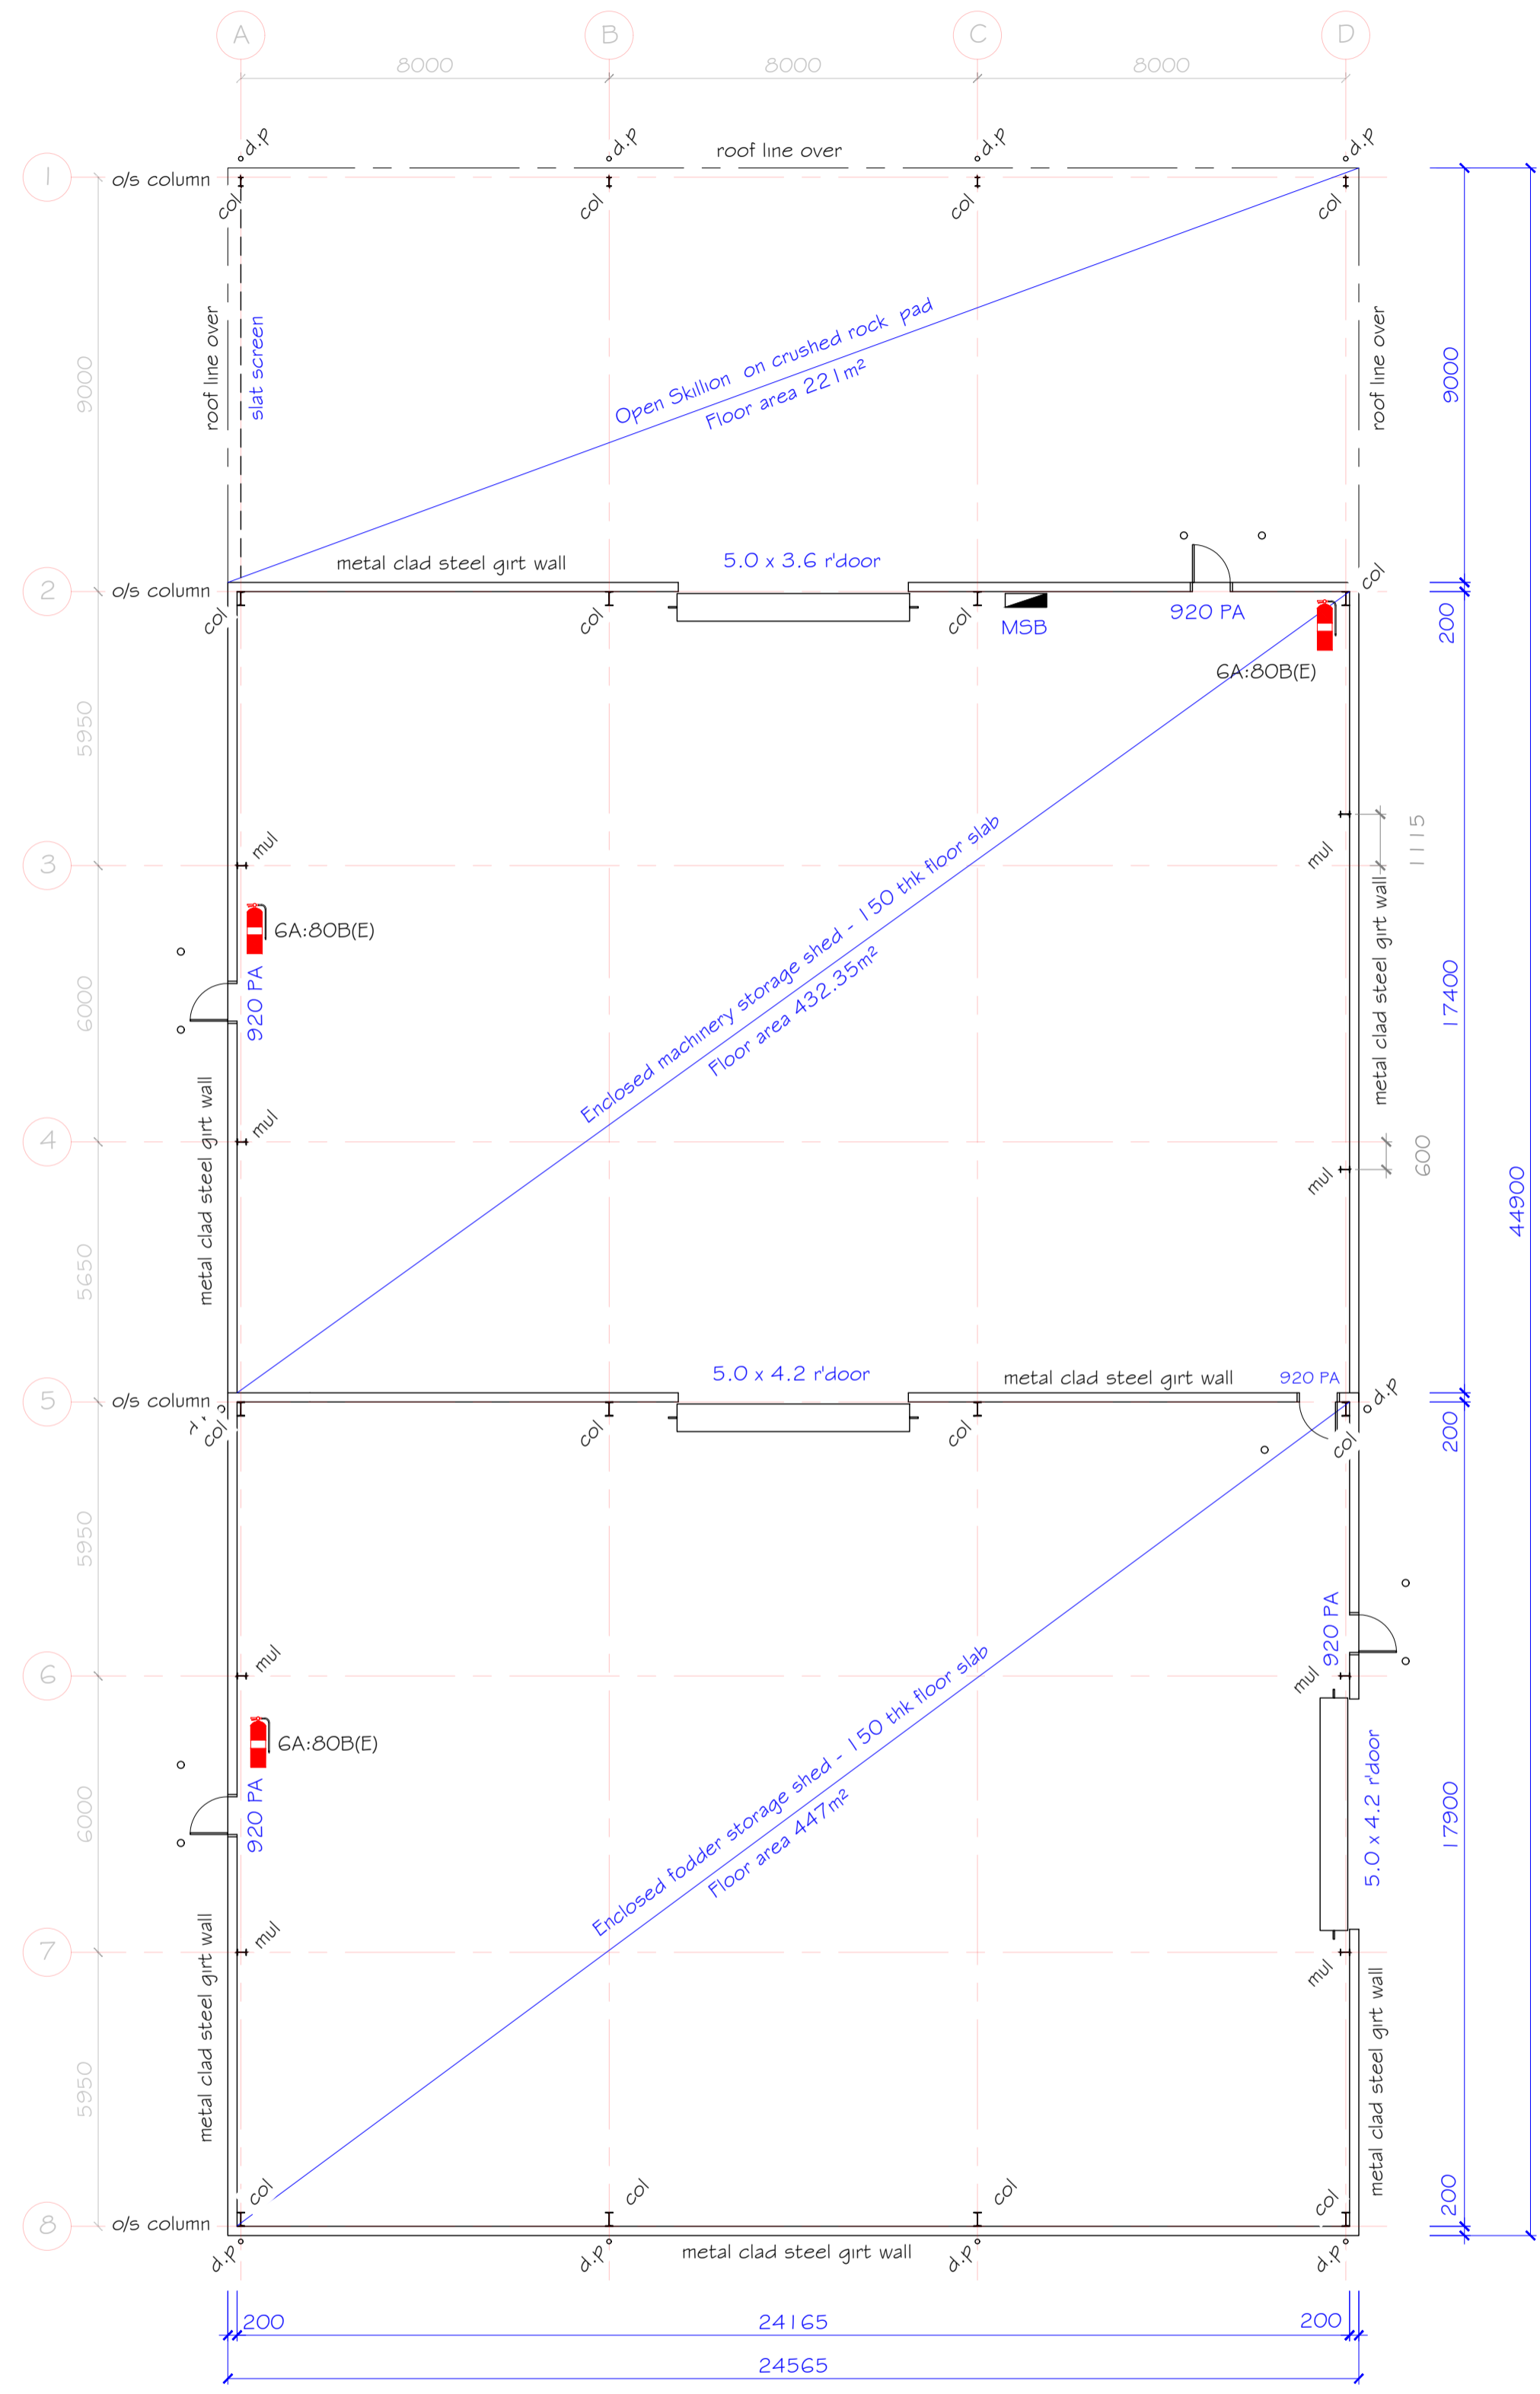 A
B
C
D
8000
8000
8000
d.p
d.p
d.p
d.p
roof line over
1
o/s column
col
col
col
col
9000
roof line over
slat screen
Open Skillion on crushed rock pad
Floor area 221m²
roof line over
9000
metal clad steel girt wall
5.0 x 3.6 r'door
2
o/s column
col
col
col
col
MSB
920 PA
6A:80B(E)
200
5950
3
mul
mul
1115
6A:80B(E)
920 PA
Enclosed machinery storage shed - 150 thk floor slab
Floor area 432.35m²
metal clad steel girt wall
6000
17400
4
mul
mul
600
metal clad steel girt wall
44900
5650
5.0 x 4.2 r'door
metal clad steel girt wall
920 PA
d.p
5
o/s column
col
col
col
col
200
5950
920 PA
6
mul
mul
6A:80B(E)
920 PA
Enclosed fodder storage shed - 150 thk floor slab
Floor area 447m²
5.0 x 4.2 r'door
6000
17900
7
mul
mul
metal clad steel girt wall
metal clad steel girt wall
5950
col
col
col
col
200
8
o/s column
d.p
d.p
d.p
d.p
metal clad steel girt wall
200
24165
200
24565